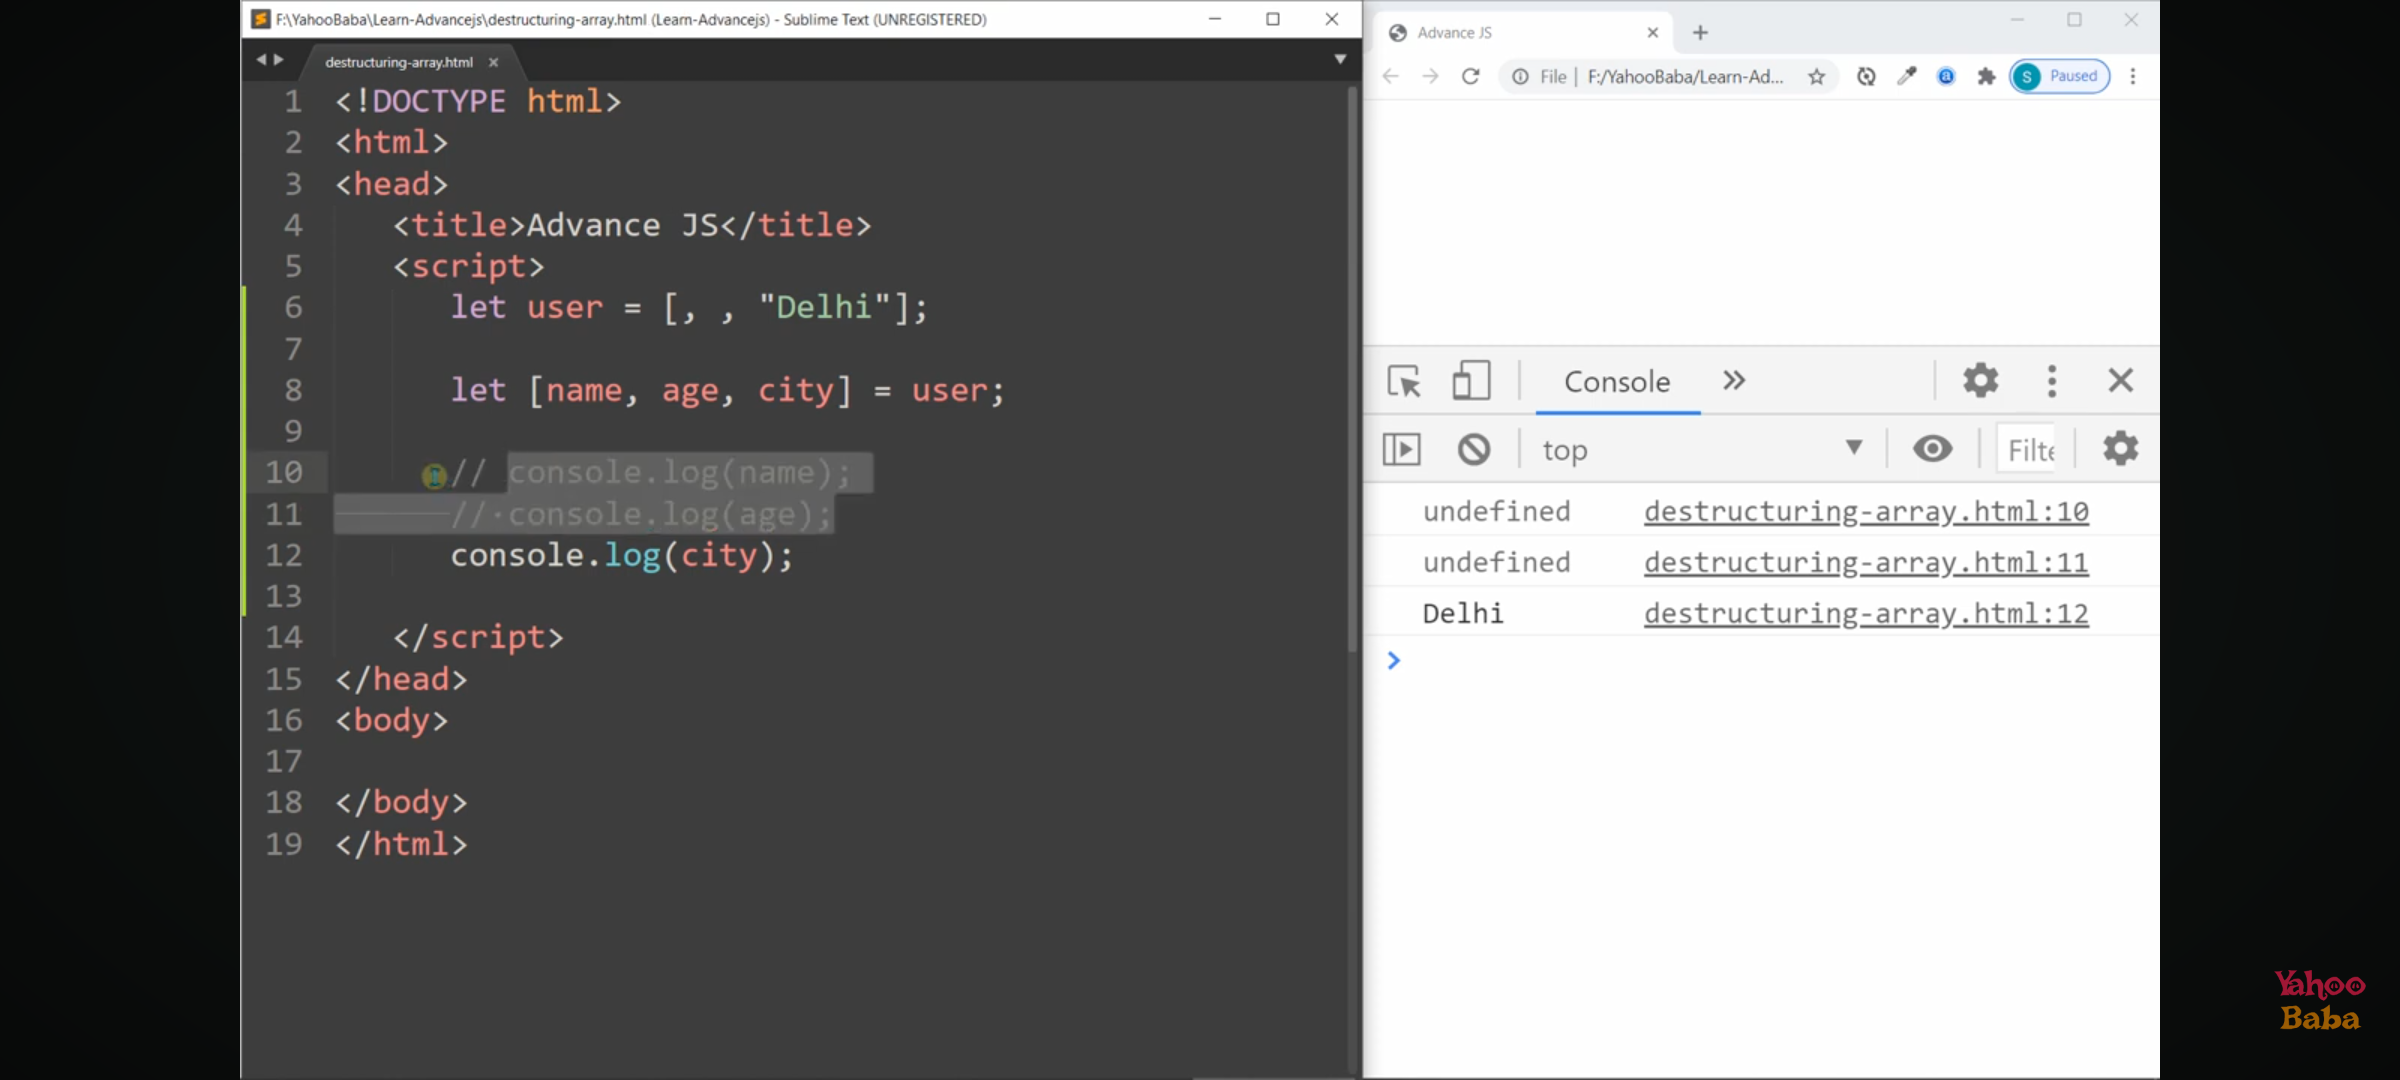 F:\YahooBaba\Learn-Advancejs\destructuring-array.html (Learn-Advancejs) - Sublime Text (UNREGISTERED)
destructuring-array.html
1 <!DOCTYPE html>
2 <html>
3 <head>
4 <title>Advance JS</title>
5 <script>
6 let user = [, , "Delhi"];
7
8 let [name, age, city] = user;
9
10 // console.log(name);
11 // console.log(age);
12 console.log(city);
13
14 </script>
15 </head>
16 <body>
17
18 </body>
19 </html>
Advance JS
File | F:/YahooBaba/Learn-Ad...
S Paused
Console
top
Filte
undefined destructuring-array.html:10
undefined destructuring-array.html:11
Delhi destructuring-array.html:12
Yahoo
Baba